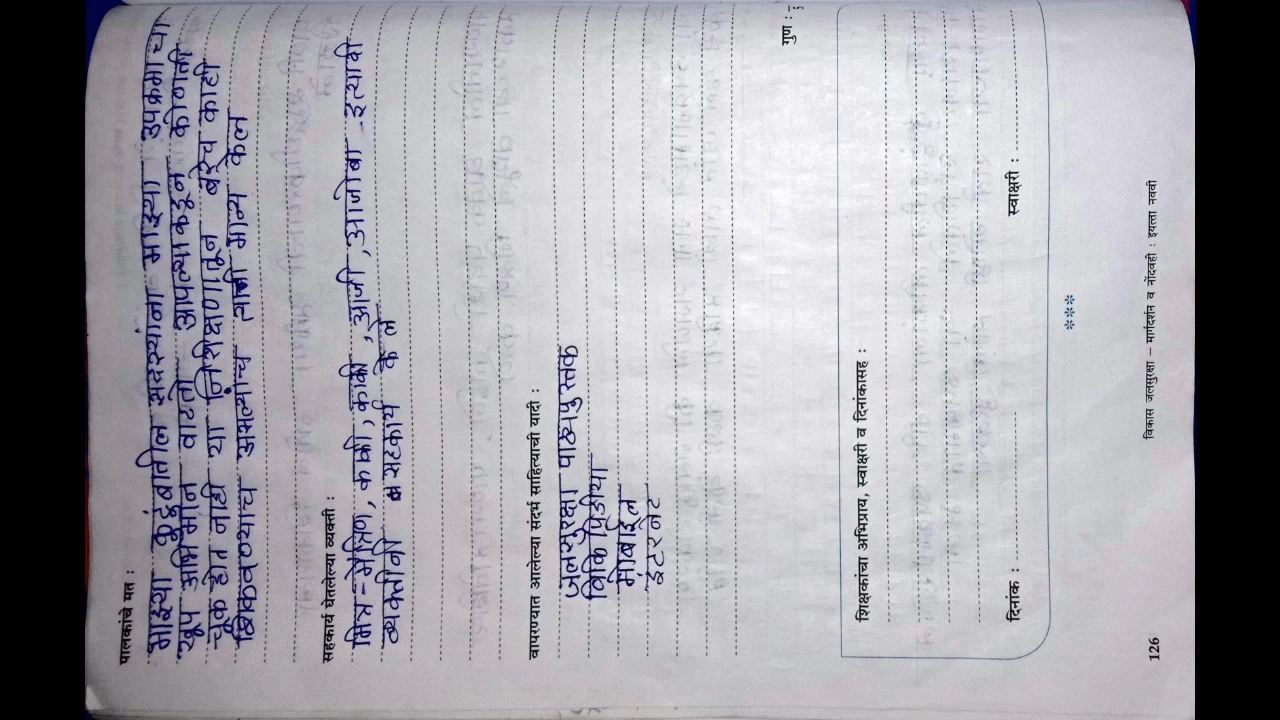 पालकांचे मत :
माझ्या कुटुंबातील सदस्यांना माझ्या उपक्रमाचा
खूप अभिमान वाटतो आपल्याकडून कोणती
चूक होत नाही या निरीक्षणातून बरेच काही
शिकवण्याच असल्यांच त्यांनी मान्य केल
सहकार्य घेतलेल्या व्यक्ती :
मित्र-मैत्रिण, काकी, काकी, आजी, आजोबा इत्यादी
व्यक्तींनी सहकार्य केले
वापरण्यात आलेल्या संदर्भ साहित्याची यादी :
जलसुरक्षा पाठ्यपुस्तक
विकिपिडीया
मोबाईल
इंटरनेट
गुण :
शिक्षकांचा अभिप्राय, स्वाक्षरी व दिनांकासह :
दिनांक : स्वाक्षरी :
***
126 विकास जलसुरक्षा – मार्गदर्शन व नोंदवही : इयत्ता नववी